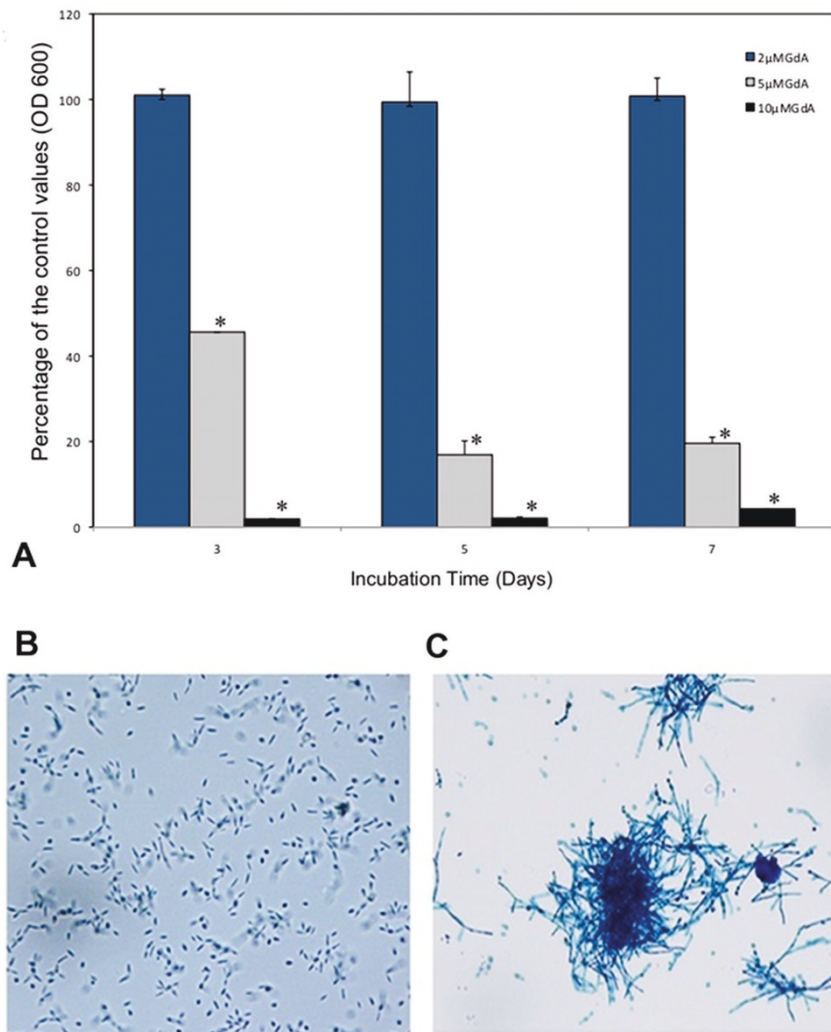 120
100
80
60
40
20
0
Percentage of the control values (OD 600)
2µMGdA
5µMGdA
10µMGdA
*
*
*
*
*
*
3
5
7
Incubation Time (Days)
A
B
C